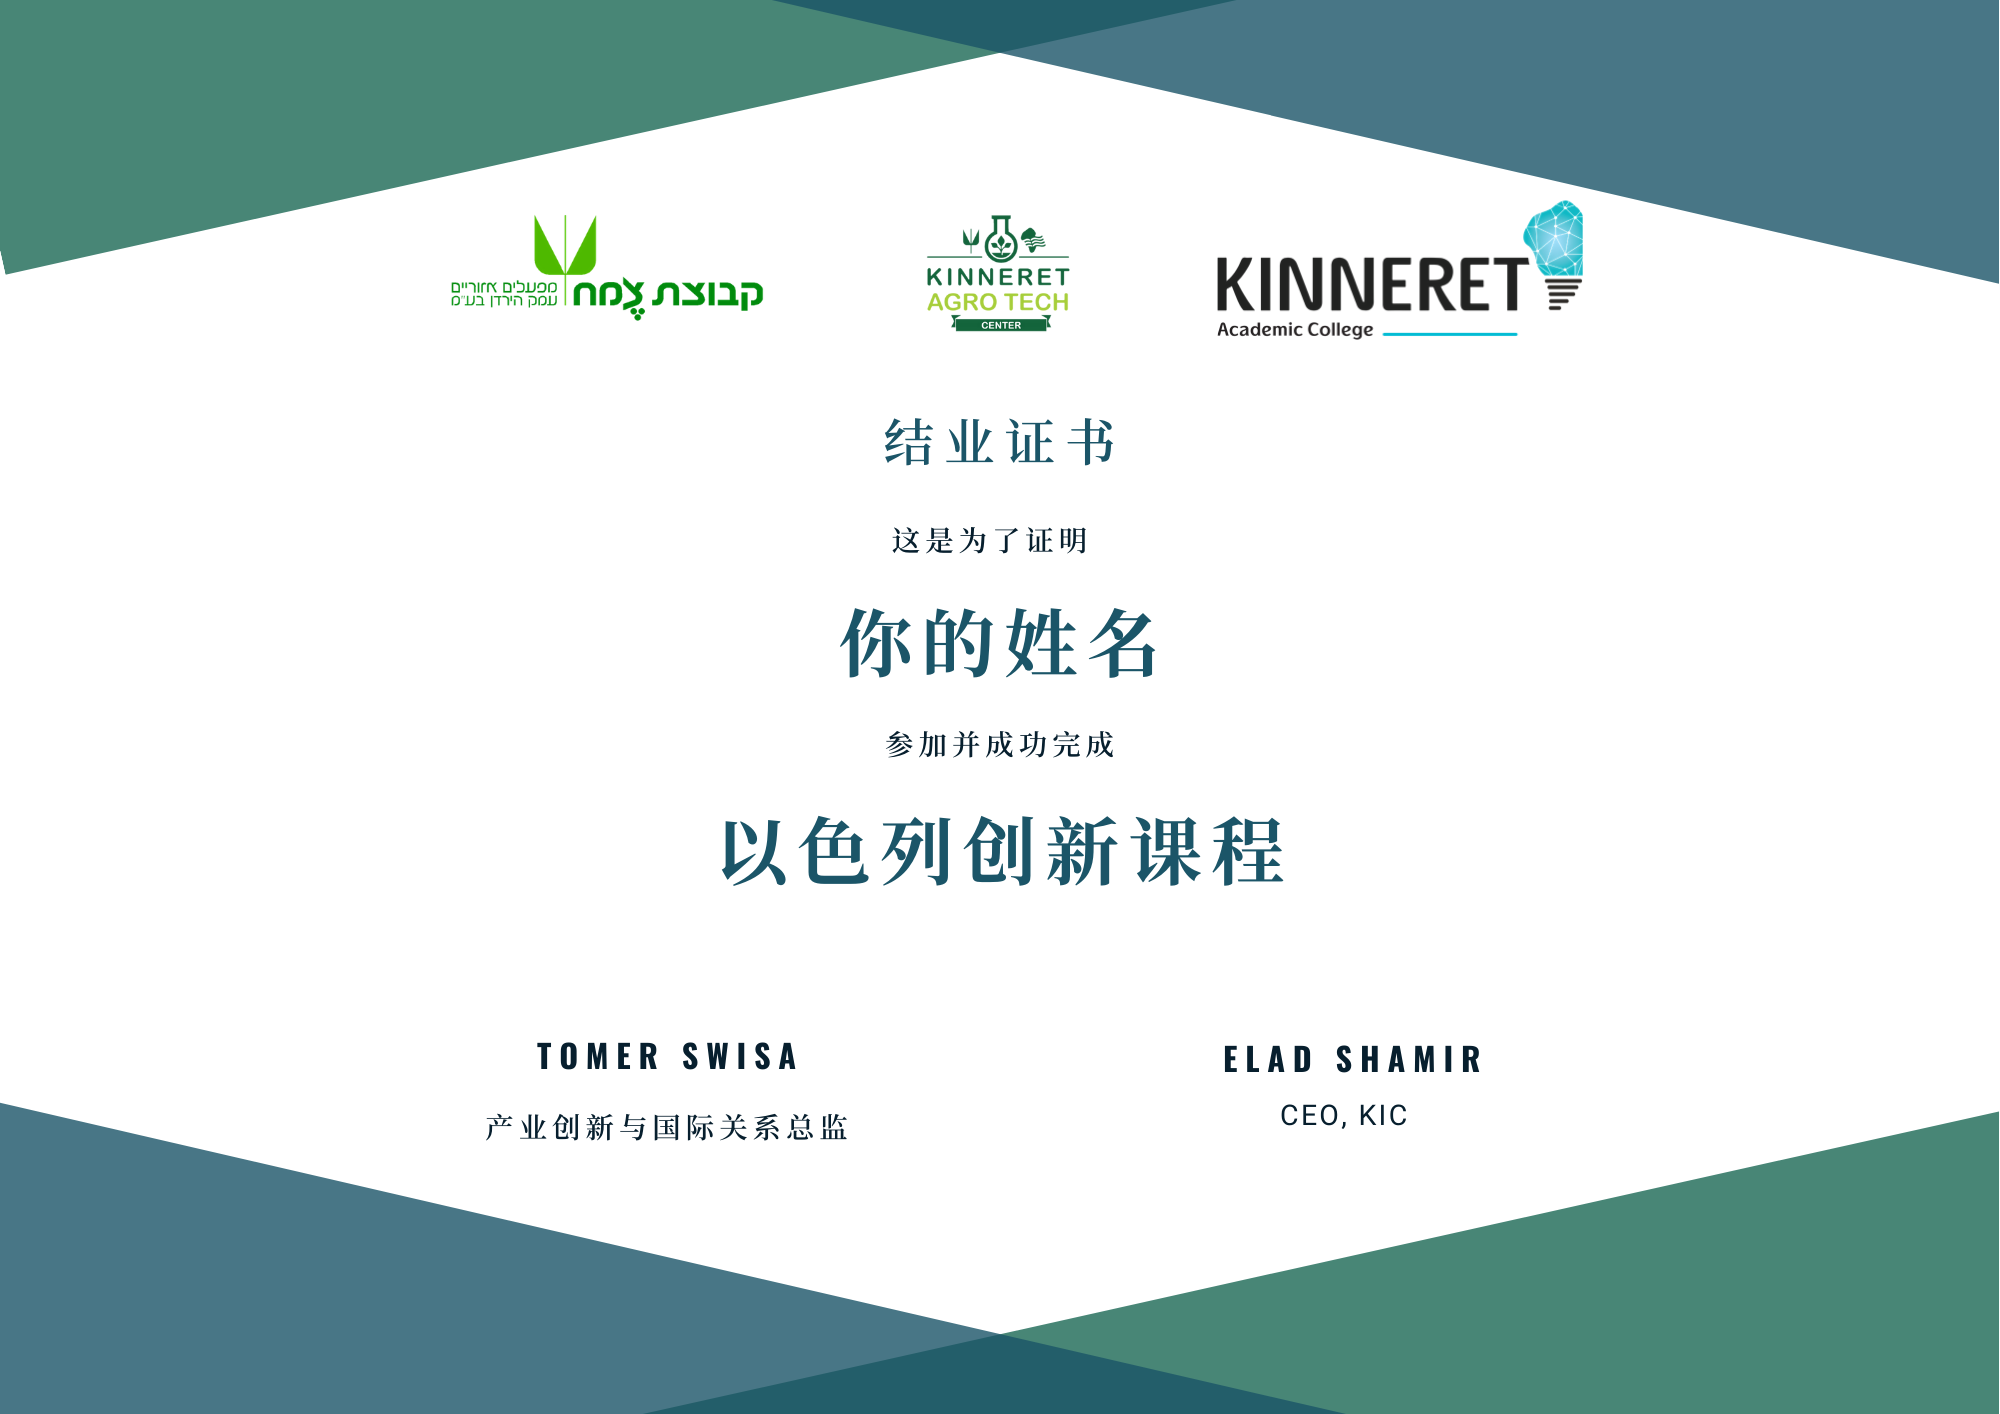 קבוצת צמח
מפעלים אזוריים
עמק הירדן בע"מ
KINNERET
AGRO TECH
CENTER
KINNERET
Academic College
结业证书
这是为了证明
你的姓名
参加并成功完成
以色列创新课程
TOMER SWISA
产业创新与国际关系总监
ELAD SHAMIR
CEO, KIC